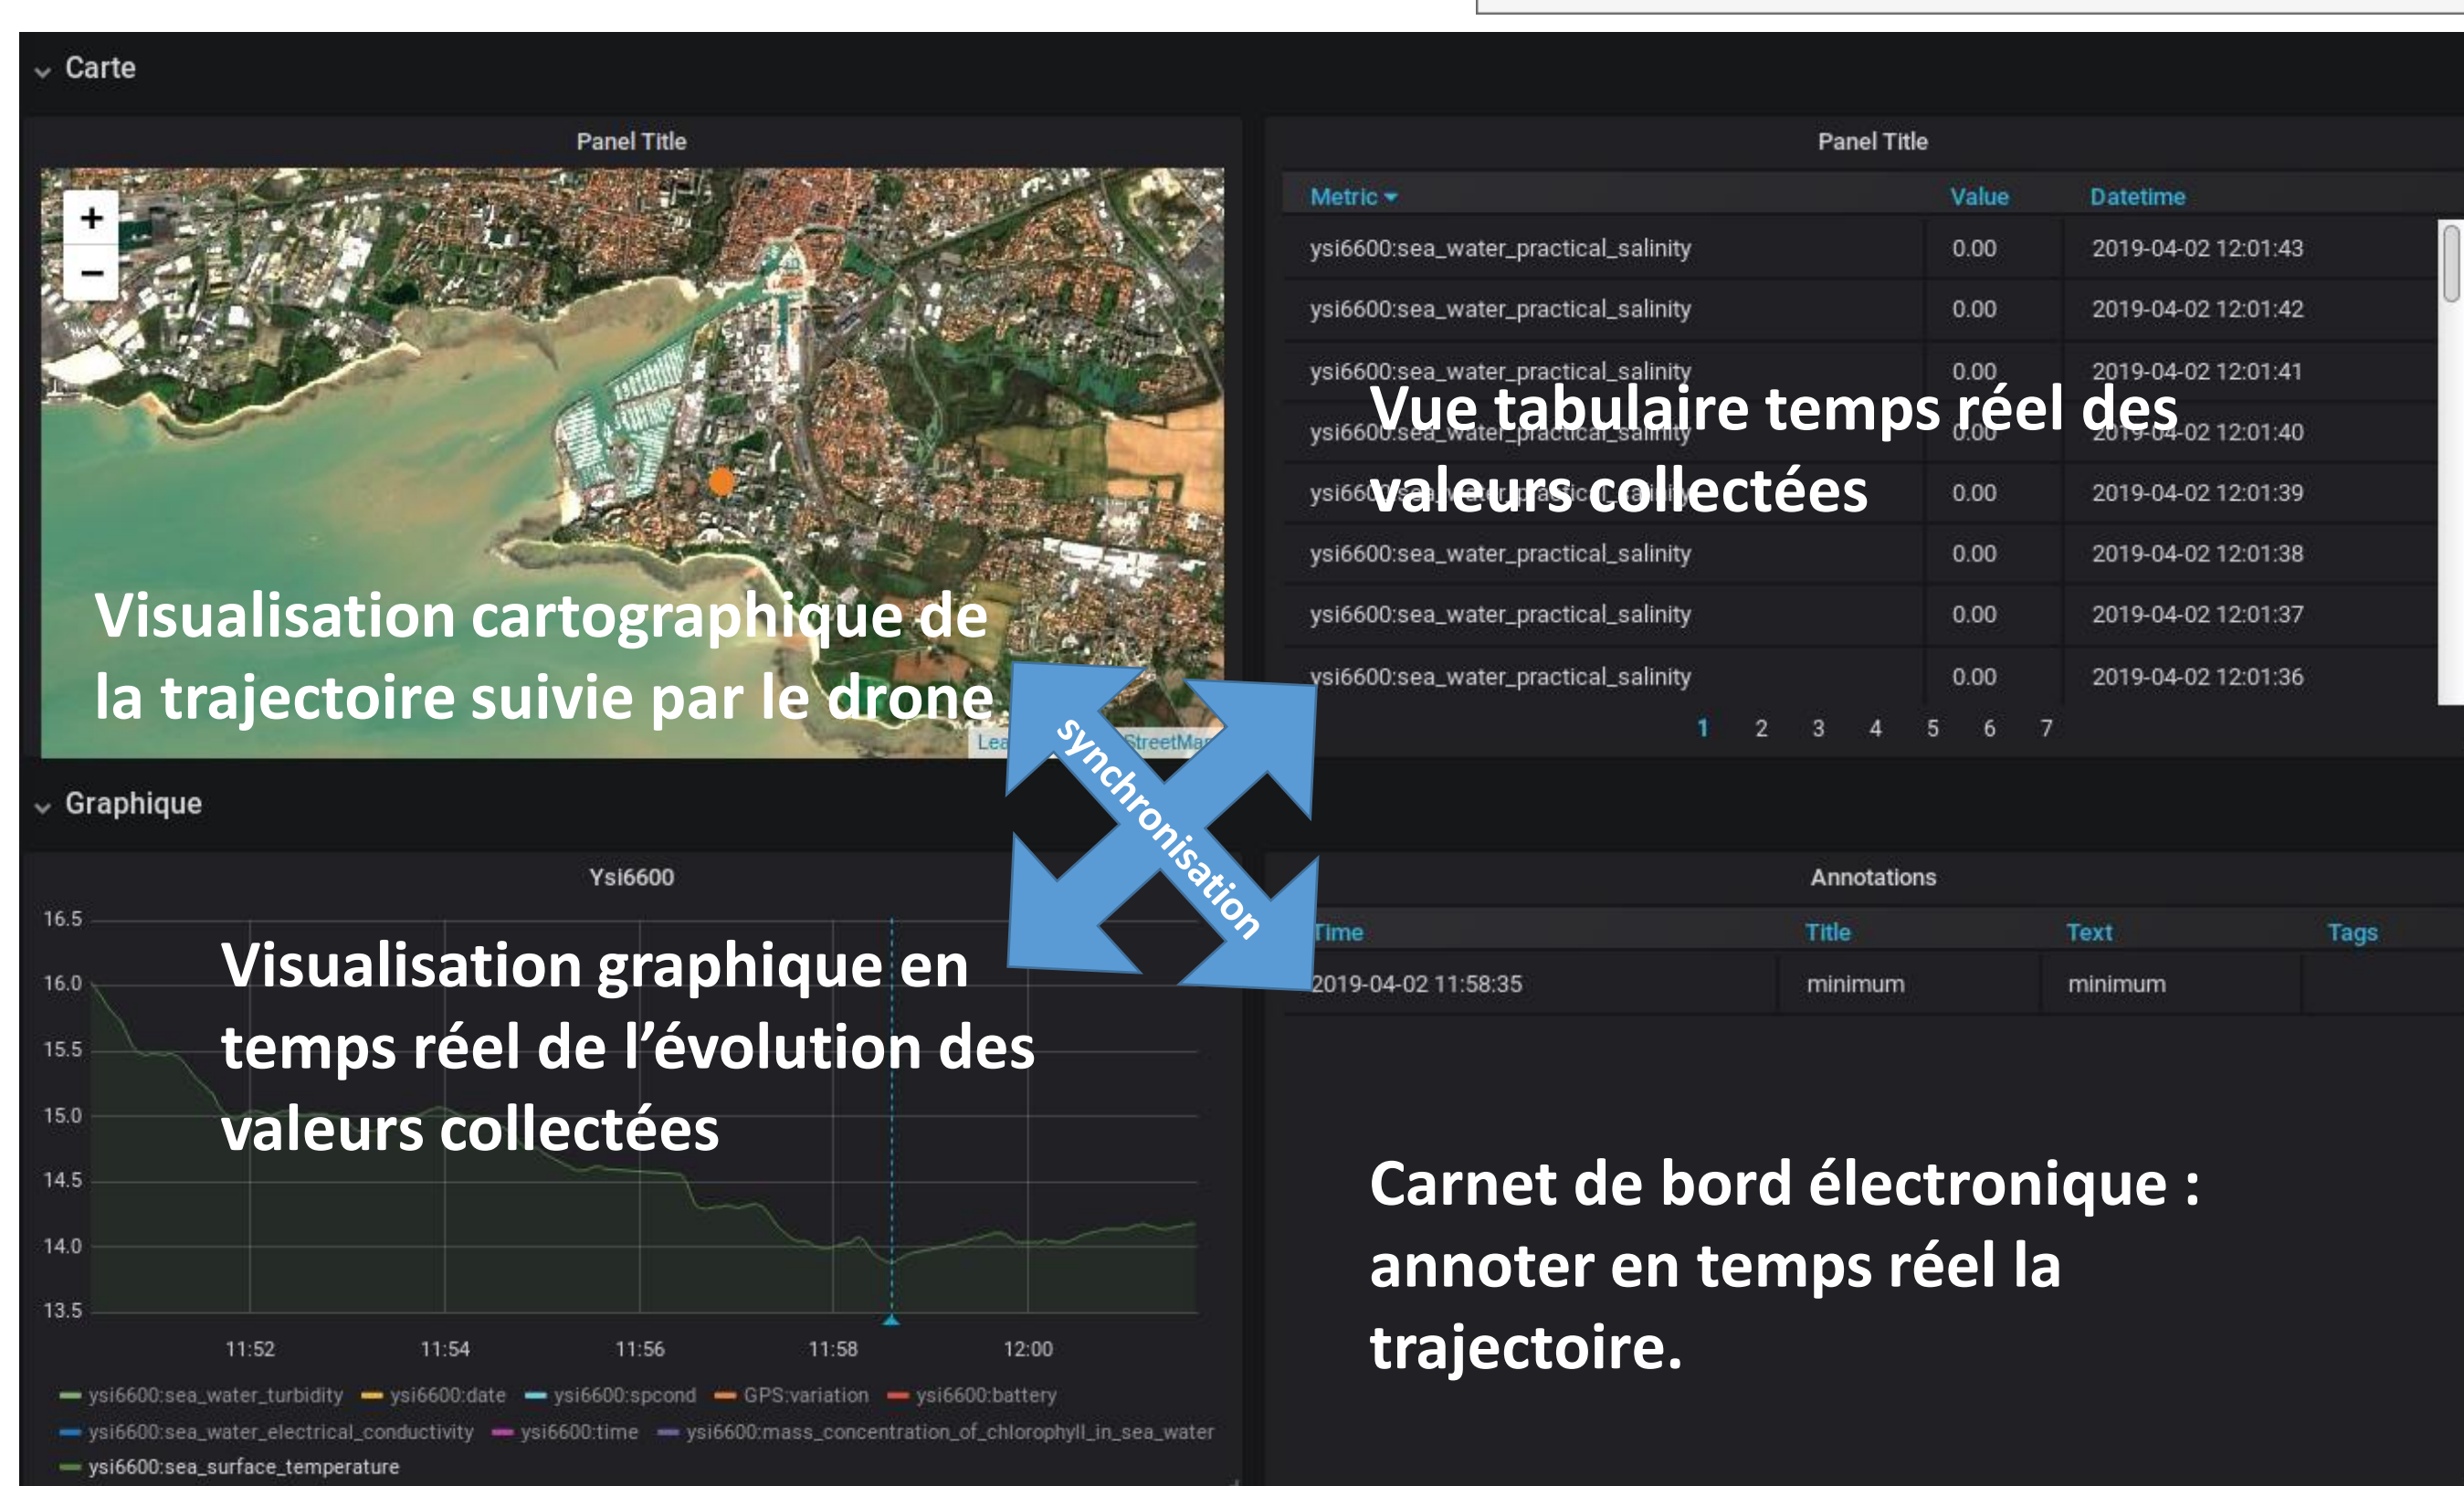 Carte
Panel Title
+
−
Visualisation cartographique de
la trajectoire suivie par le drone
Panel Title
Metric Value Datetime
ysi6600:sea_water_practical_salinity 0.00 2019-04-02 12:01:43
ysi6600:sea_water_practical_salinity 0.00 2019-04-02 12:01:42
ysi6600:sea_water_practical_salinity 0.00 2019-04-02 12:01:41
ysi6600:sea_water_practical_salinity 0.00 2019-04-02 12:01:40
ysi6600:sea_water_practical_salinity 0.00 2019-04-02 12:01:39
ysi6600:sea_water_practical_salinity 0.00 2019-04-02 12:01:38
ysi6600:sea_water_practical_salinity 0.00 2019-04-02 12:01:37
ysi6600:sea_water_practical_salinity 0.00 2019-04-02 12:01:36
1 2 3 4 5 6 7
Vue tabulaire temps réel des
valeurs collectées
synchronisation
Graphique
Ysi6600
16.5
16.0
15.5
15.0
14.5
14.0
13.5
11:52 11:54 11:56 11:58 12:00
Visualisation graphique en
temps réel de l’évolution des
valeurs collectées
ysi6600:sea_water_turbidity ysi6600:date ysi6600:spcond GPS:variation ysi6600:battery
ysi6600:sea_water_electrical_conductivity ysi6600:time ysi6600:mass_concentration_of_chlorophyll_in_sea_water
ysi6600:sea_surface_temperature
Annotations
Time Title Text Tags
2019-04-02 11:58:35 minimum minimum
Carnet de bord électronique :
annoter en temps réel la
trajectoire.